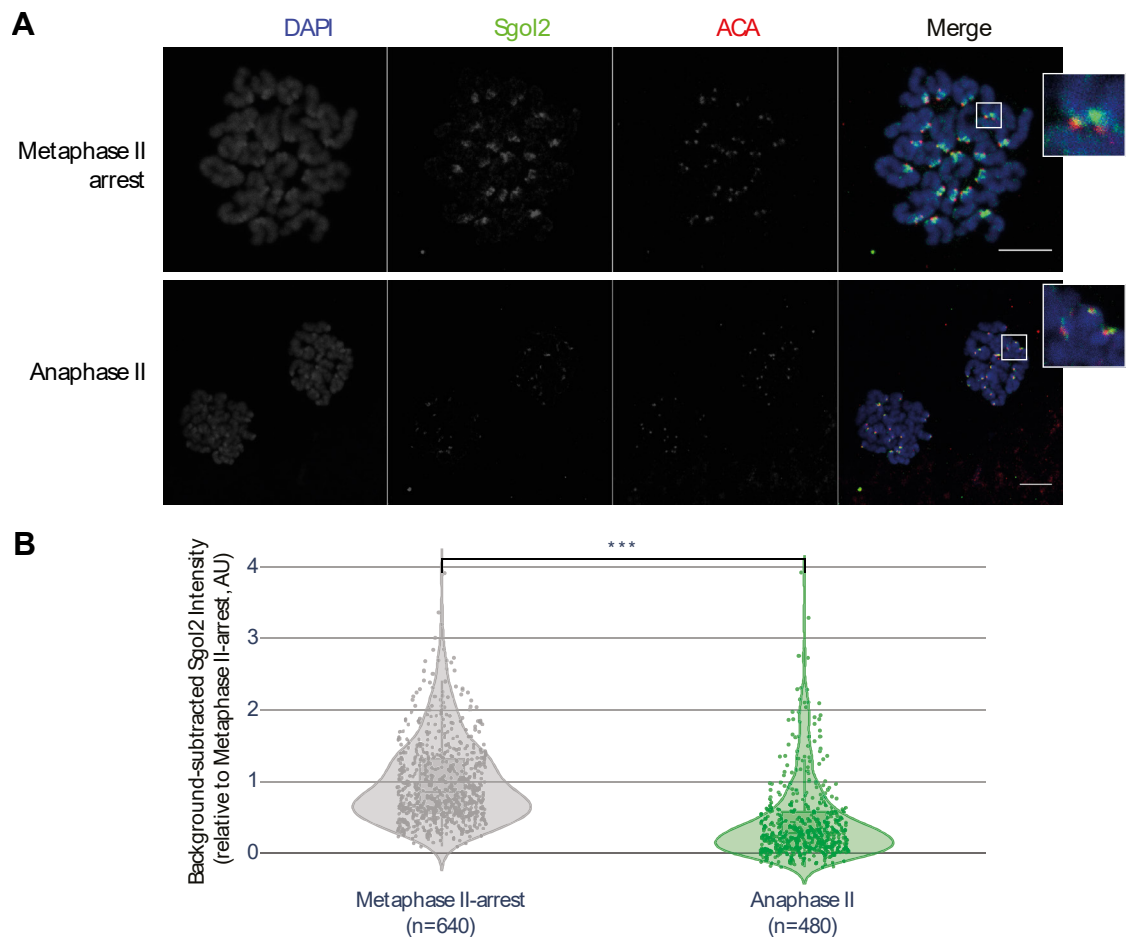 A
DAPI Sgol2 ACA Merge
Metaphase II
arrest
Anaphase II
B
Background-subtracted Sgol2 Intensity
(relative to Metaphase II-arrest, AU)
***
4
3
2
1
0
Metaphase II-arrest
(n=640)
Anaphase II
(n=480)